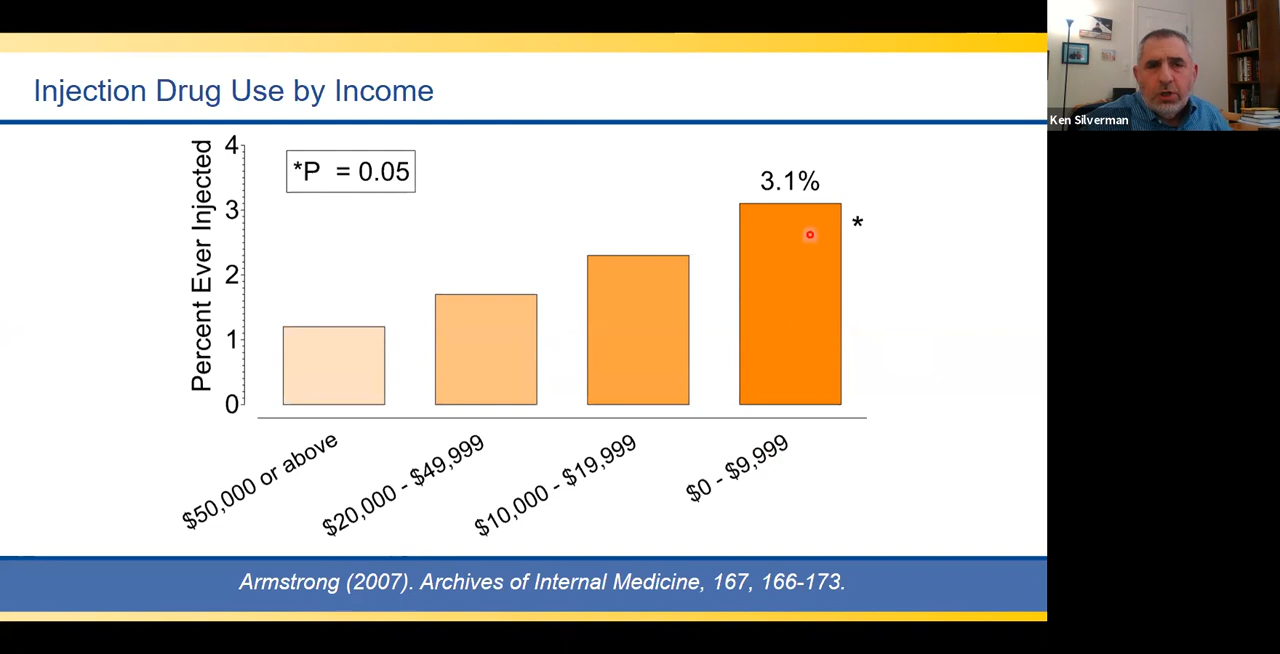 Injection Drug Use by Income
Percent Ever Injected
4
3
2
1
0
*P = 0.05
3.1%
*
$50,000 or above
$20,000 - $49,999
$10,000 - $19,999
$0 - $9,999
Armstrong (2007). Archives of Internal Medicine, 167, 166-173.
Ken Silverman